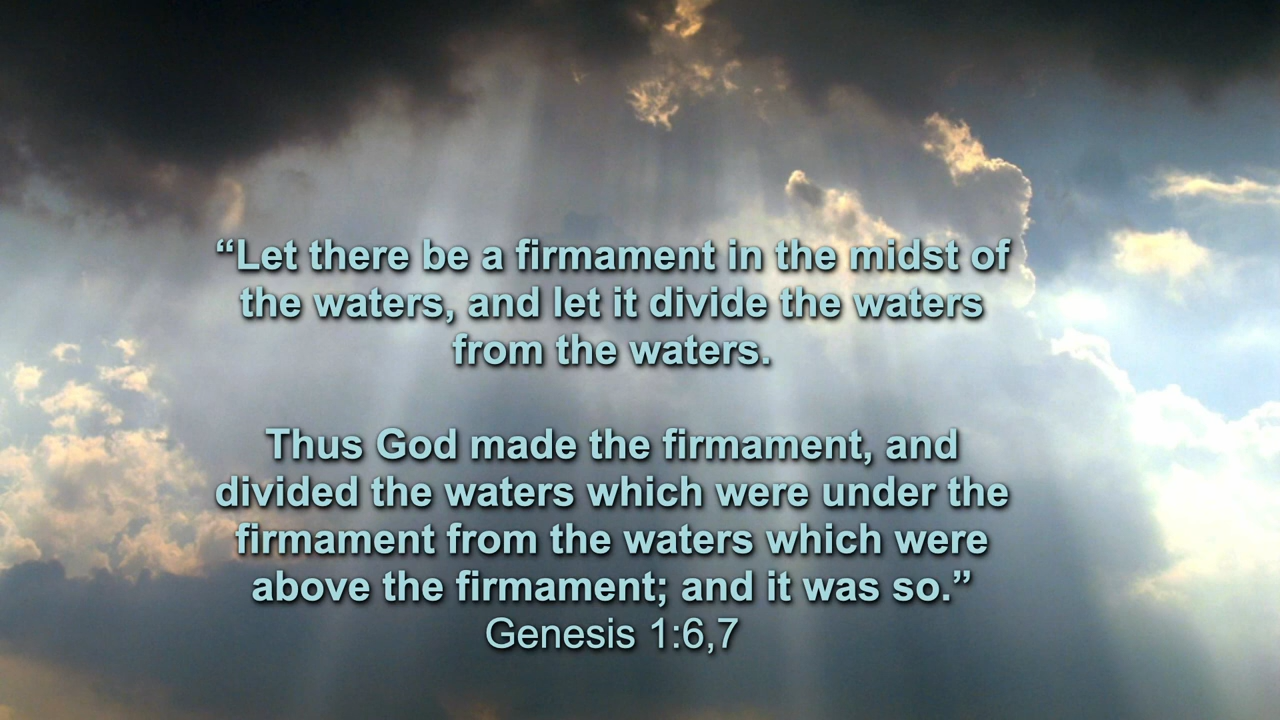 “Let there be a firmament in the midst of
the waters, and let it divide the waters
from the waters.
Thus God made the firmament, and
divided the waters which were under the
firmament from the waters which were
above the firmament; and it was so.”
Genesis 1:6,7